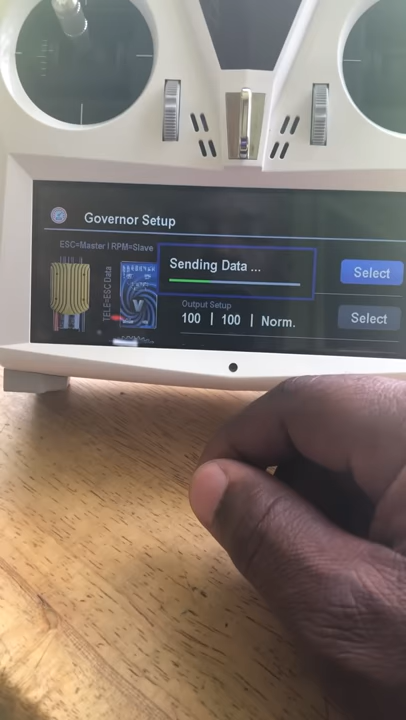 Governor Setup
ESC=Master | RPM=Slave
Sending Data ...
Select
TELE=ESC Data
Output Setup
100 | 100 | Norm.
Select